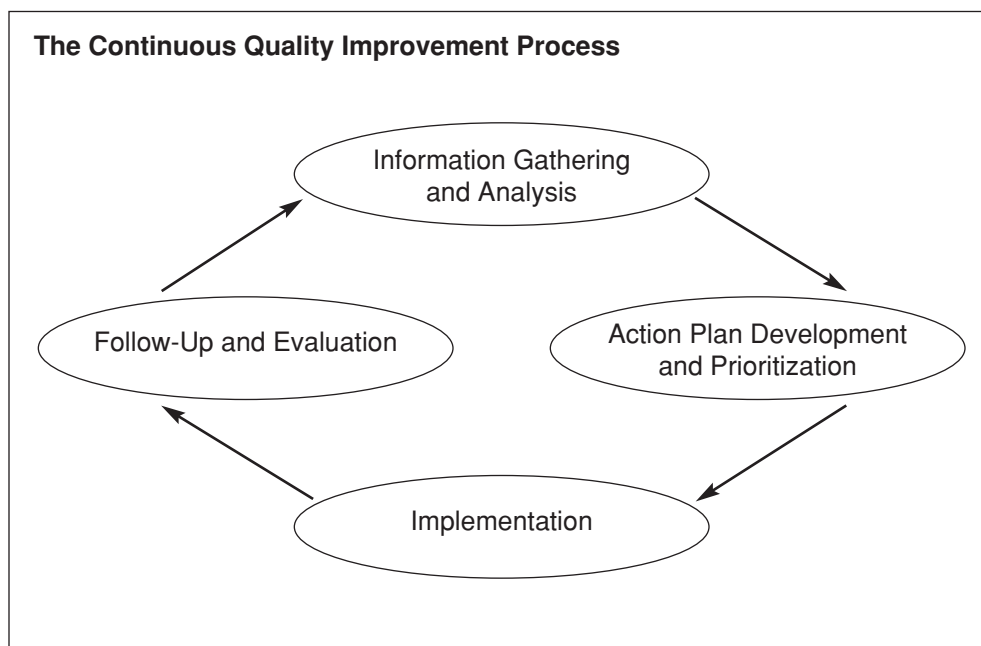 The Continuous Quality Improvement Process
Information Gathering
and Analysis
Action Plan Development
and Prioritization
Implementation
Follow-Up and Evaluation